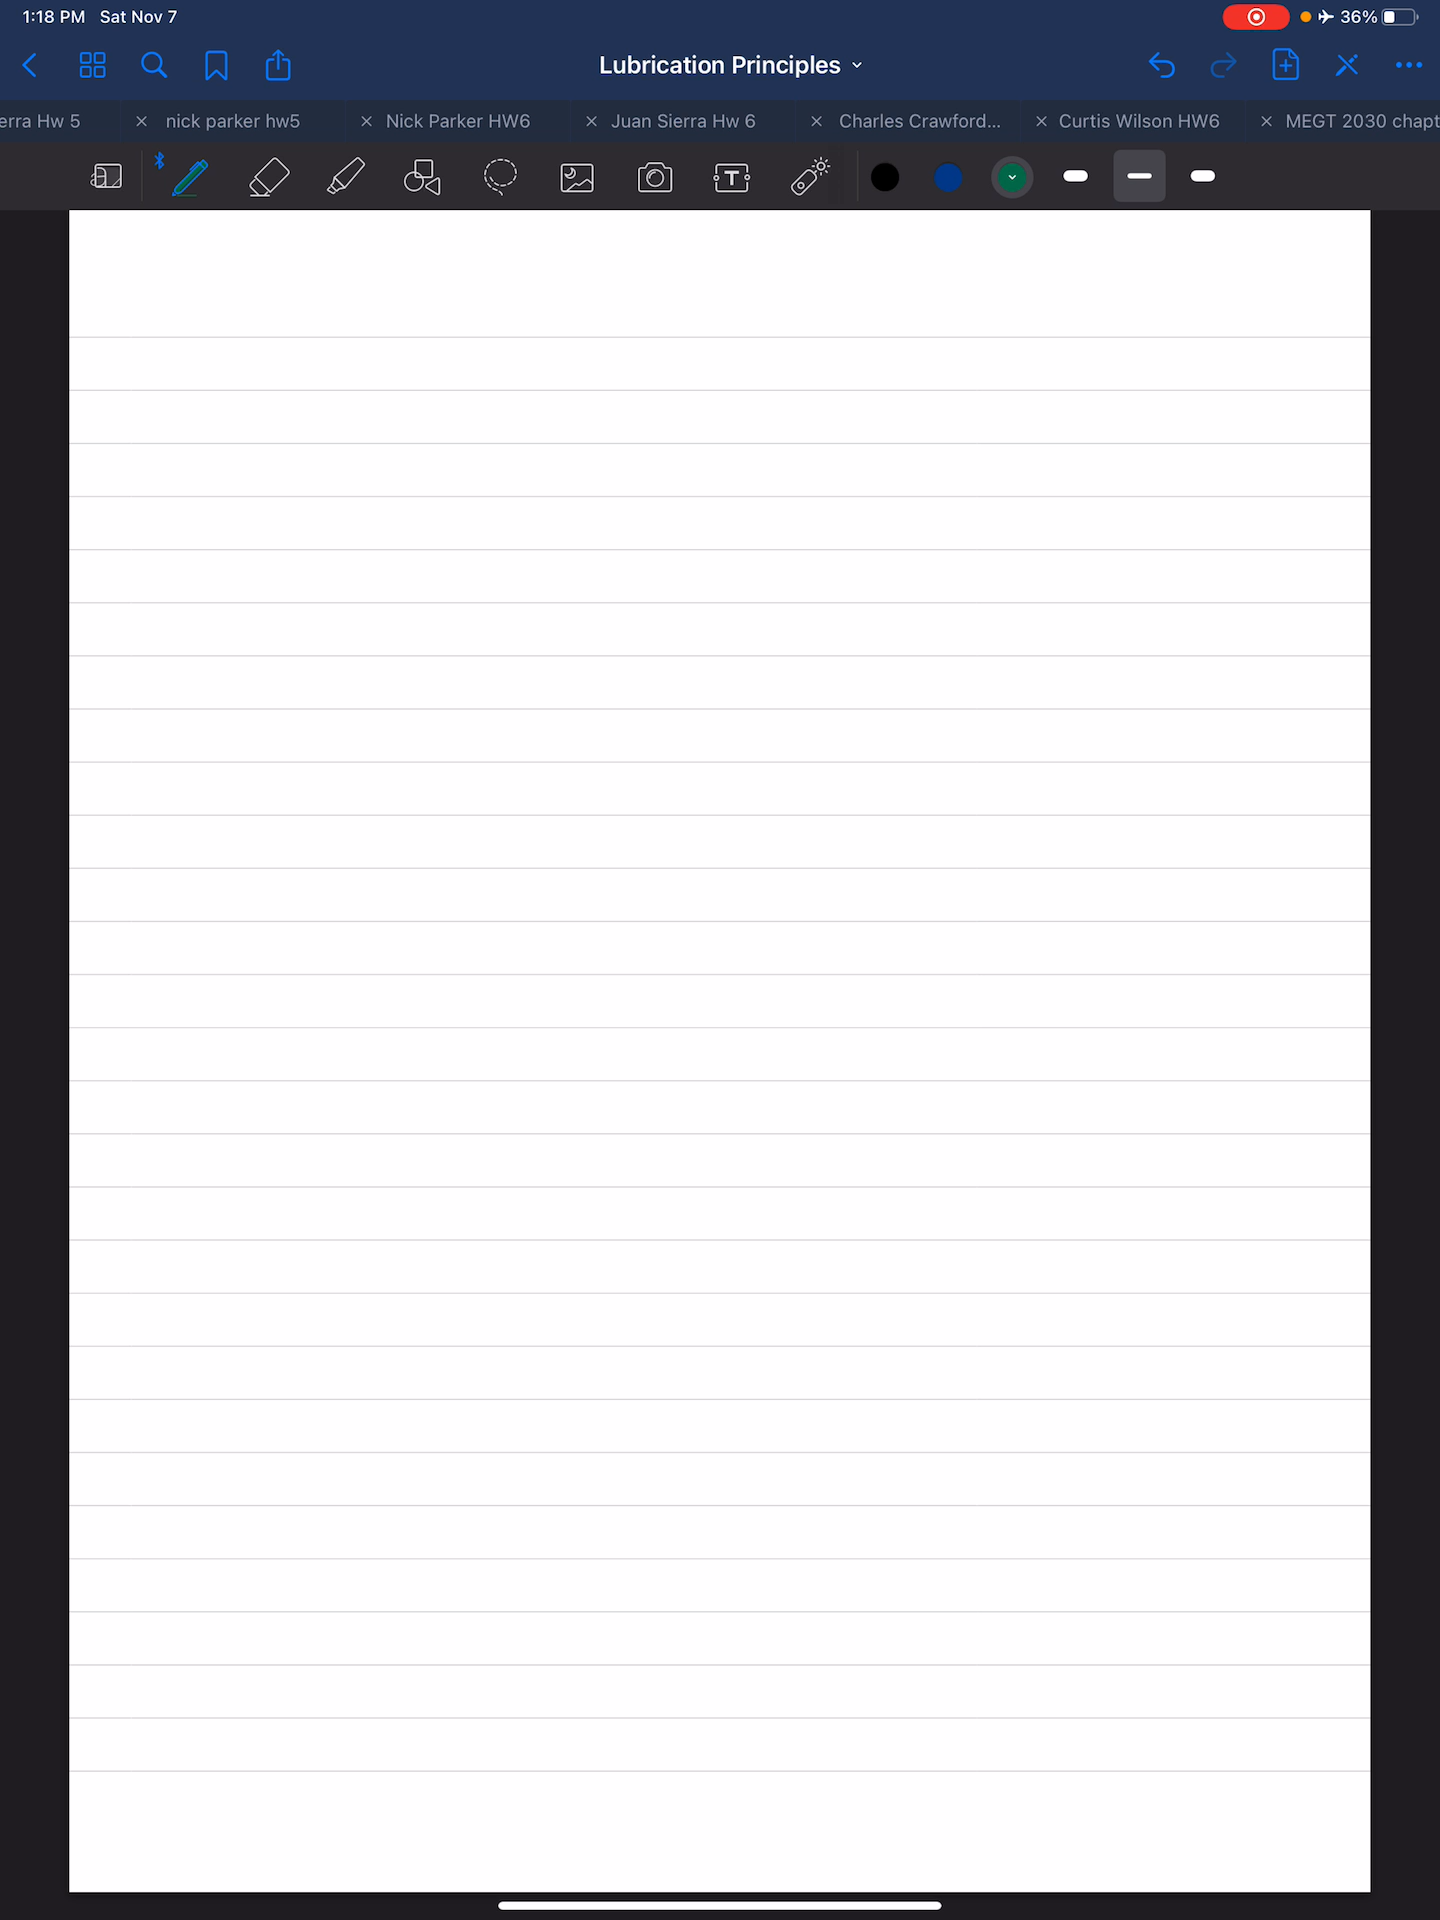 1:18 PM Sat Nov 7 36%
Lubrication Principles
erra Hw 5 nick parker hw5 Nick Parker HW6 Juan Sierra Hw 6 Charles Crawford... Curtis Wilson HW6 MEGT 2030 chapt
T